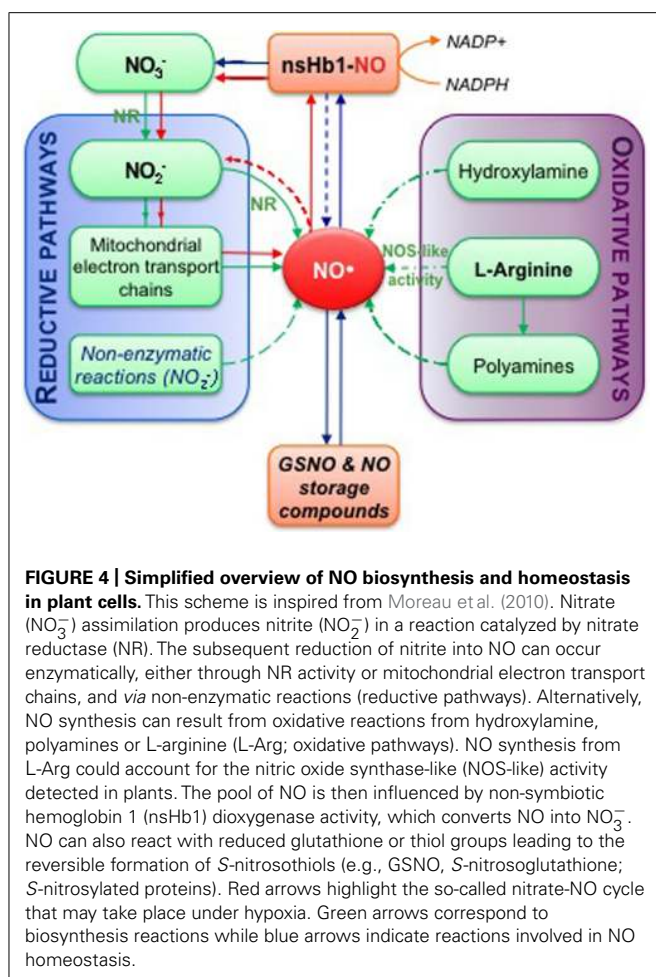 NO₃⁻
nsHb1-NO
NADP+
NADPH
NR
REDUCTIVE PATHWAYS
NO₂⁻
NR
Mitochondrial
electron transport
chains
Non-enzymatic
reactions (NO₂⁻)
NO•
NOS-like
activity
OXIDATIVE PATHWAYS
Hydroxylamine
L-Arginine
Polyamines
GSNO & NO
storage
compounds
FIGURE 4 | Simplified overview of NO biosynthesis and homeostasis
in plant cells. This scheme is inspired from Moreau et al. (2010). Nitrate
(NO₃⁻) assimilation produces nitrite (NO₂⁻) in a reaction catalyzed by nitrate
reductase (NR). The subsequent reduction of nitrite into NO can occur
enzymatically, either through NR activity or mitochondrial electron transport
chains, and via non-enzymatic reactions (reductive pathways). Alternatively,
NO synthesis can result from oxidative reactions from hydroxylamine,
polyamines or L-arginine (L-Arg; oxidative pathways). NO synthesis from
L-Arg could account for the nitric oxide synthase-like (NOS-like) activity
detected in plants. The pool of NO is then influenced by non-symbiotic
hemoglobin 1 (nsHb1) dioxygenase activity, which converts NO into NO₃⁻.
NO can also react with reduced glutathione or thiol groups leading to the
reversible formation of S-nitrosothiols (e.g., GSNO, S-nitrosoglutathione;
S-nitrosylated proteins). Red arrows highlight the so-called nitrate-NO cycle
that may take place under hypoxia. Green arrows correspond to
biosynthesis reactions while blue arrows indicate reactions involved in NO
homeostasis.